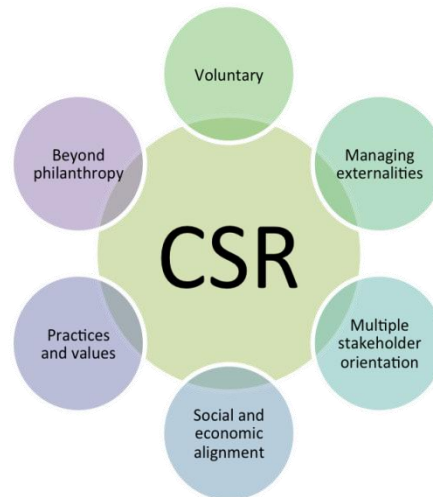 Voluntary
Managing
externalities
Multiple
stakeholder
orientation
Social and
economic
alignment
Practices
and values
Beyond
philanthropy
CSR